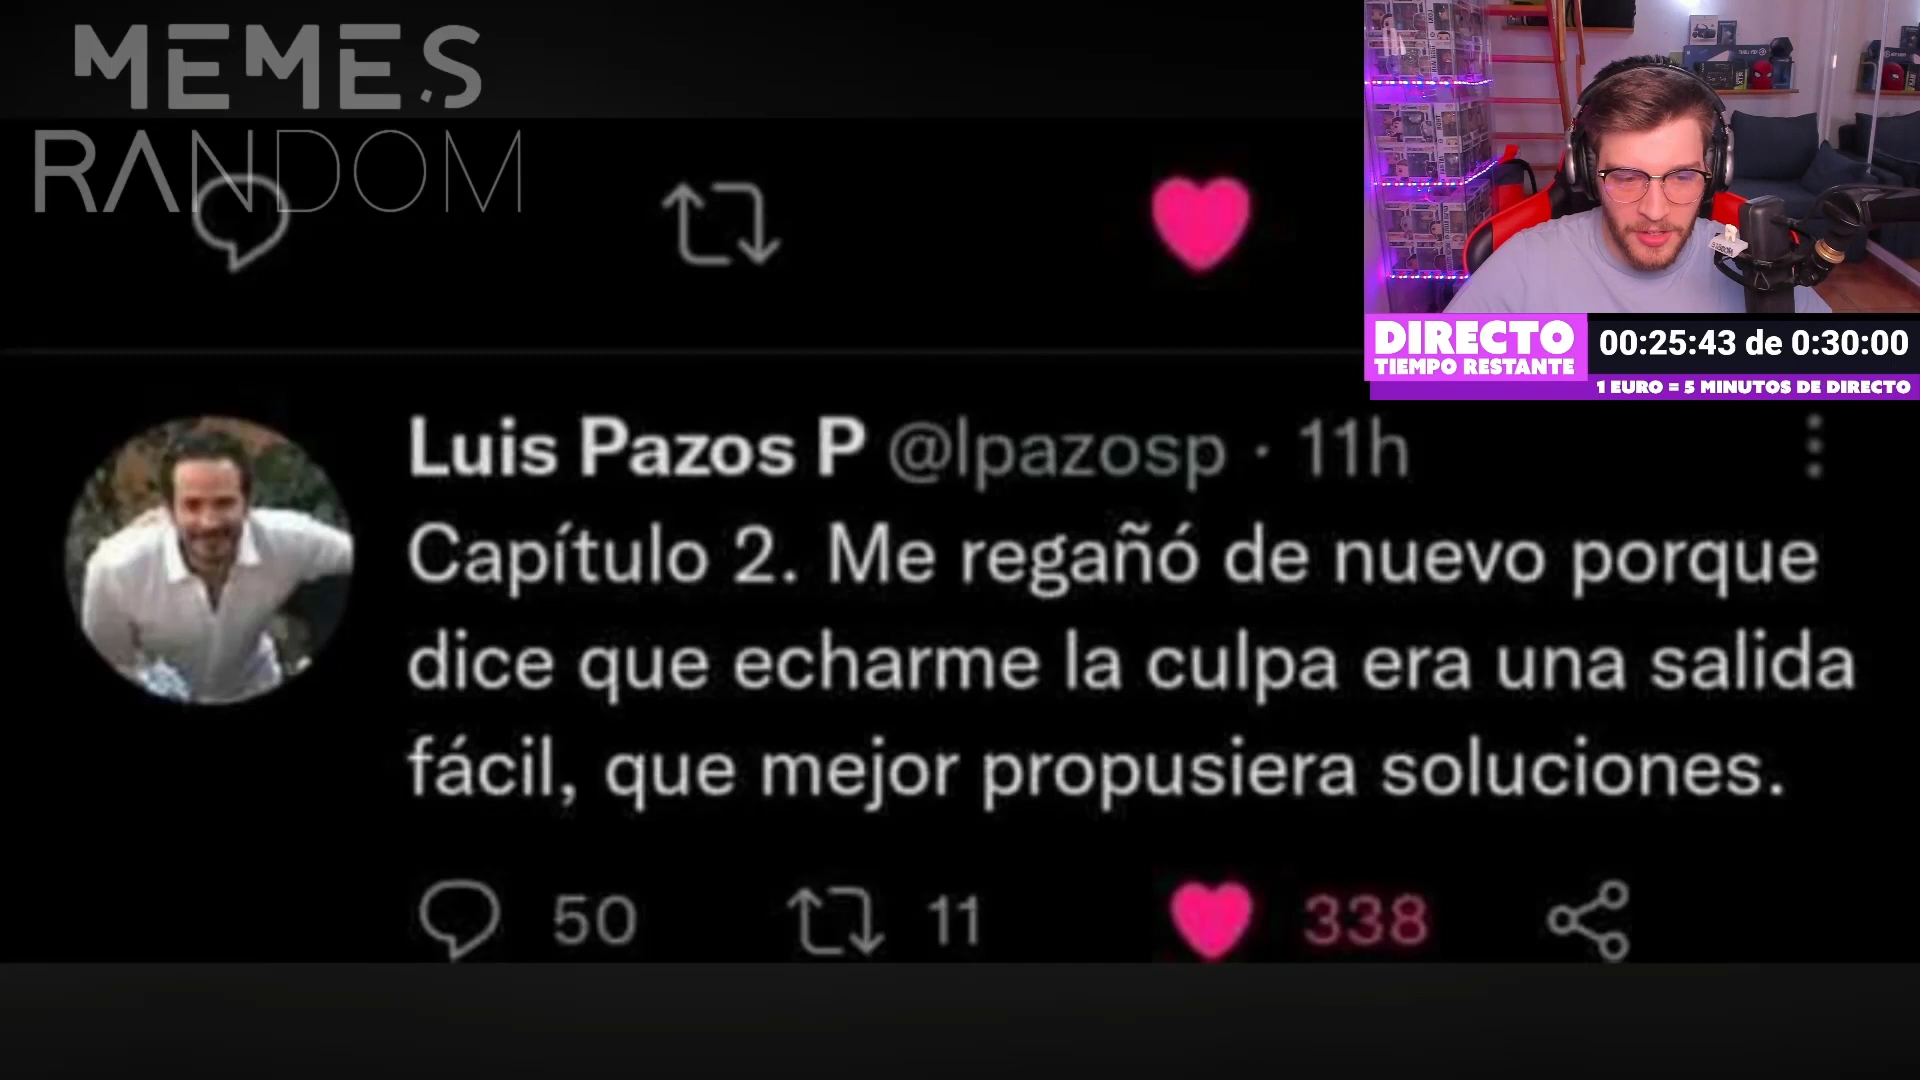 MEMES
RANDOM
DIRECTO
TIEMPO RESTANTE
00:25:43 de 0:30:00
1 EURO = 5 MINUTOS DE DIRECTO
Luis Pazos P @lpazosp · 11h
Capítulo 2. Me regañó de nuevo porque
dice que echarme la culpa era una salida
fácil, que mejor propusiera soluciones.
50 11 338